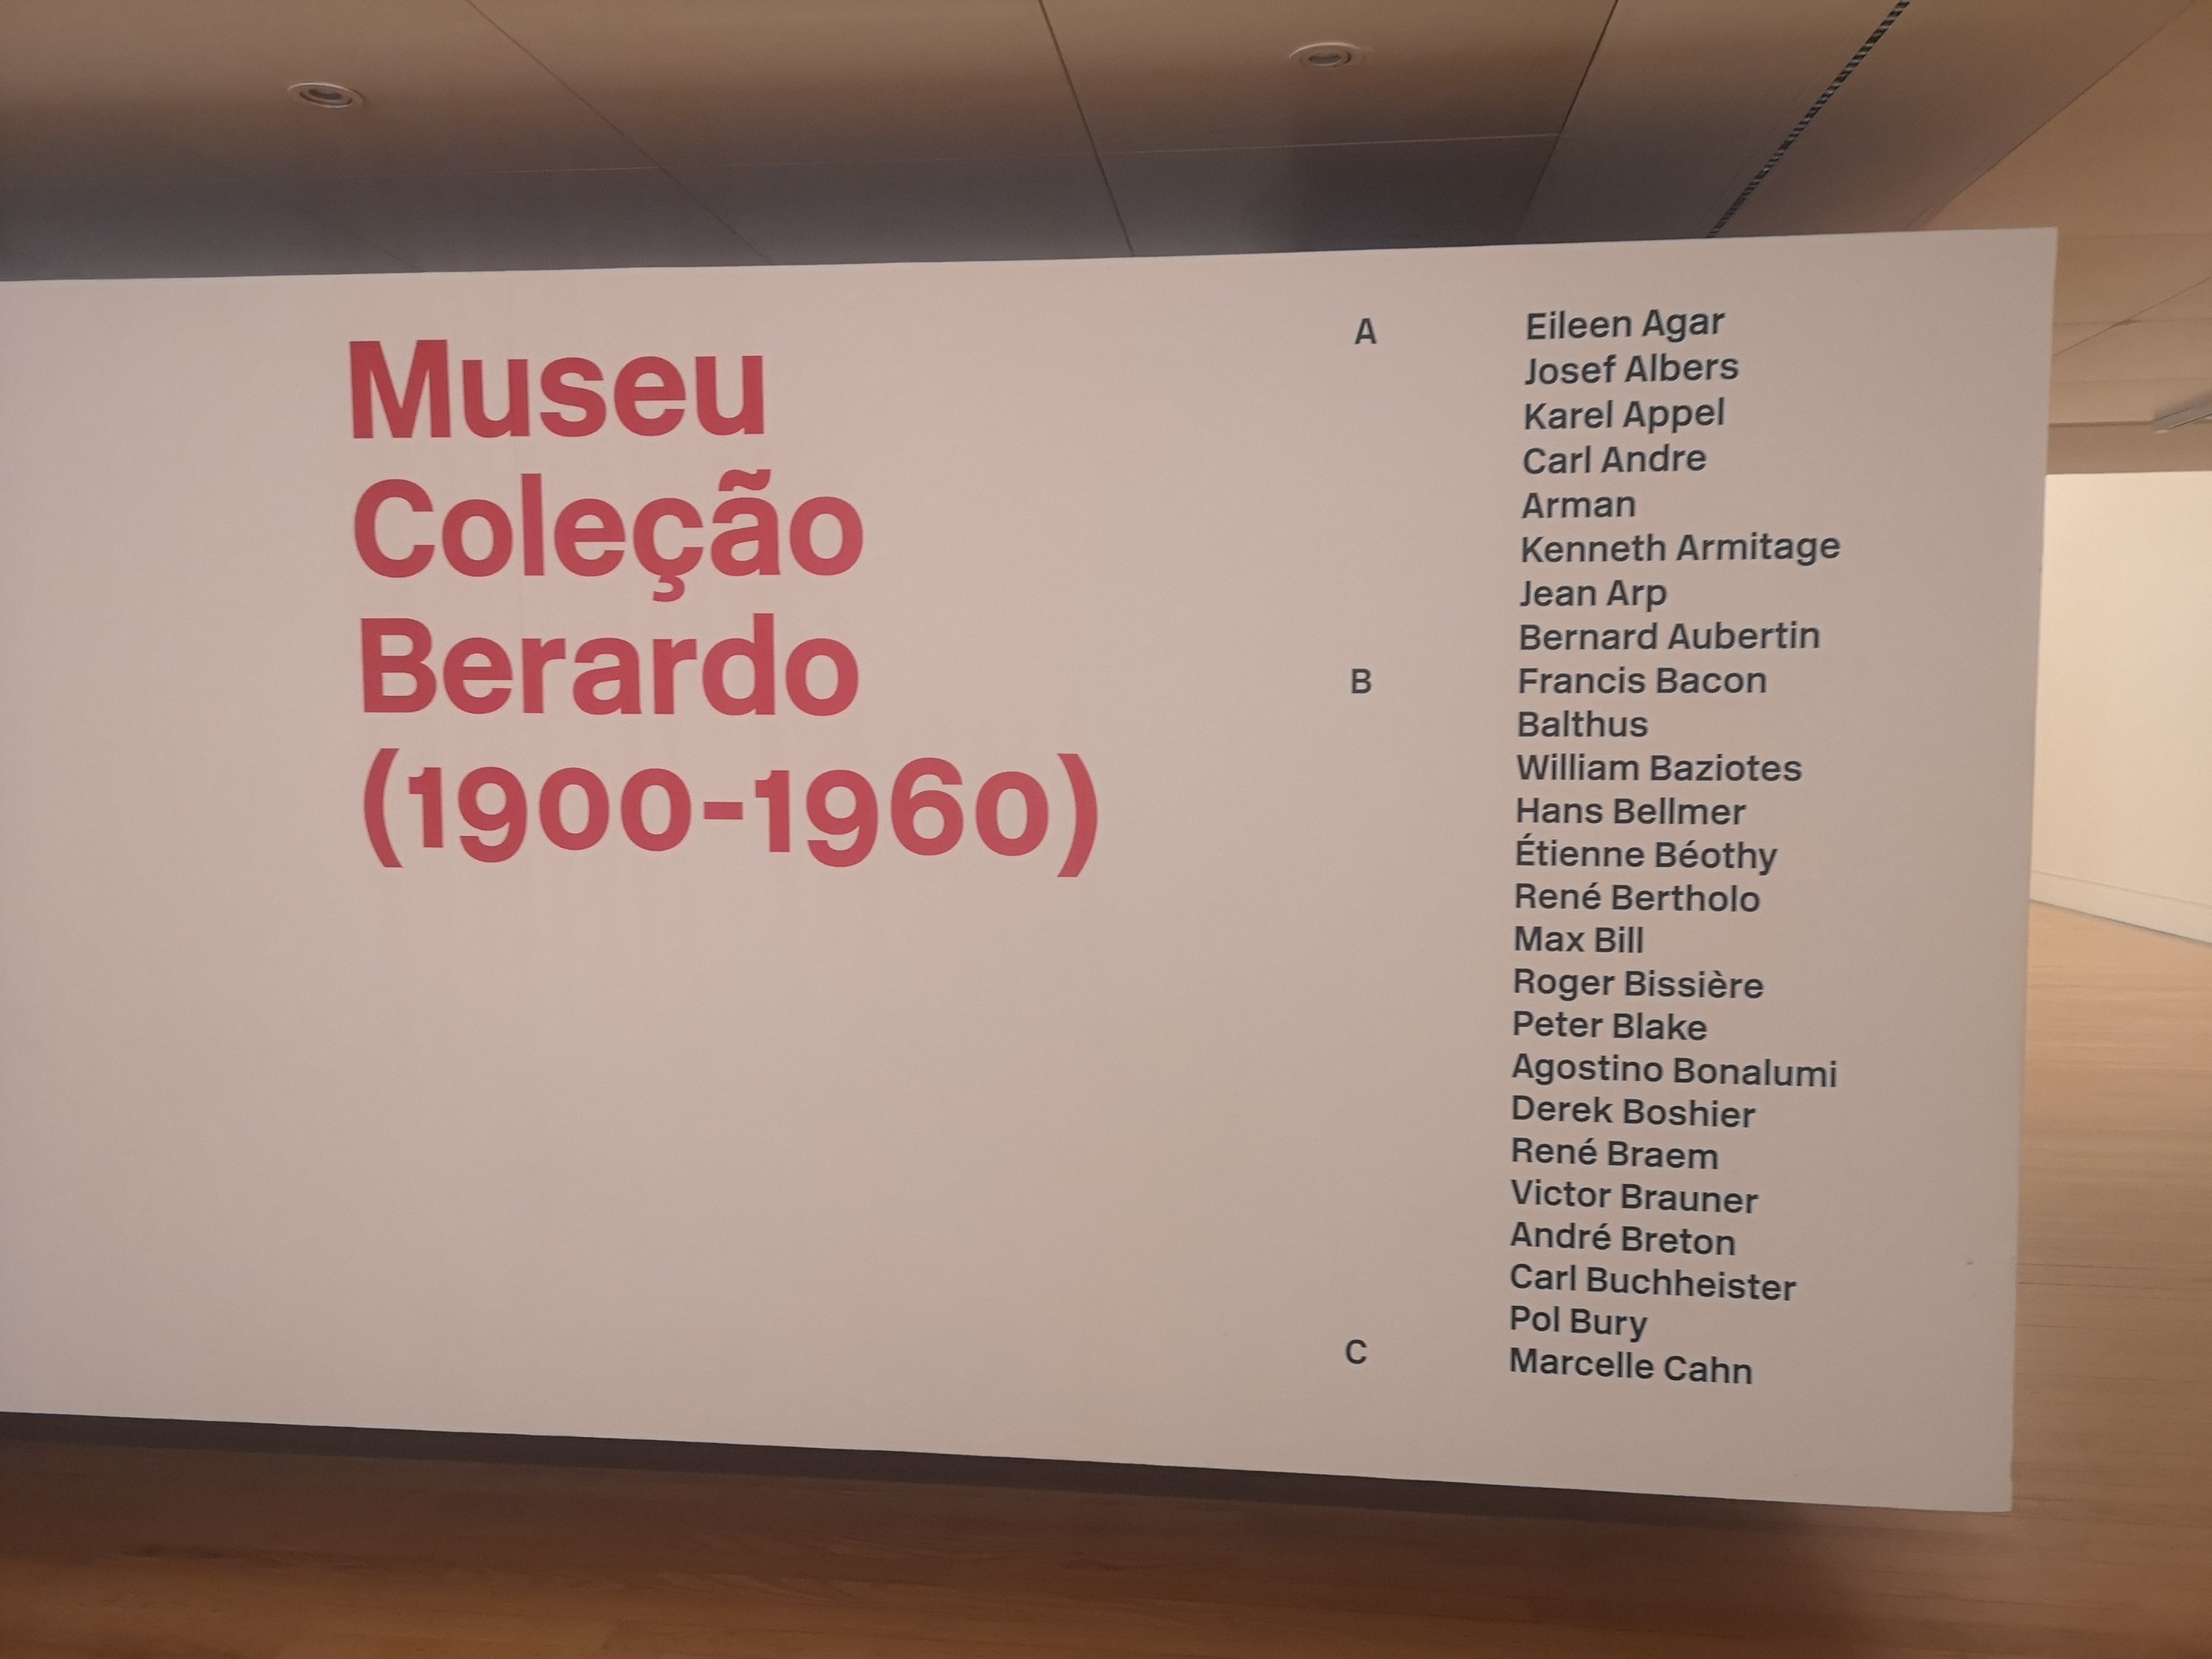 Museu
Coleção
Berardo
(1900-1960)
A Eileen Agar
Josef Albers
Karel Appel
Carl Andre
Arman
Kenneth Armitage
Jean Arp
Bernard Aubertin
B Francis Bacon
Balthus
William Baziotes
Hans Bellmer
Étienne Béothy
René Bertholo
Max Bill
Roger Bissière
Peter Blake
Agostino Bonalumi
Derek Boshier
René Braem
Victor Brauner
André Breton
Carl Buchheister
Pol Bury
C Marcelle Cahn